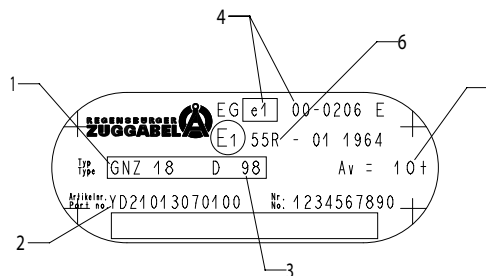 4
6
1
EG e1 00-0206 E
REGENSBURGER
ZUGGABEL
E1 55R - 01 1964
Typ
Type
GNZ 18 D 98
Av = 10t
Artikelnr.
Part no.
YD21013070100
Nr.
No:
1234567890
2
3